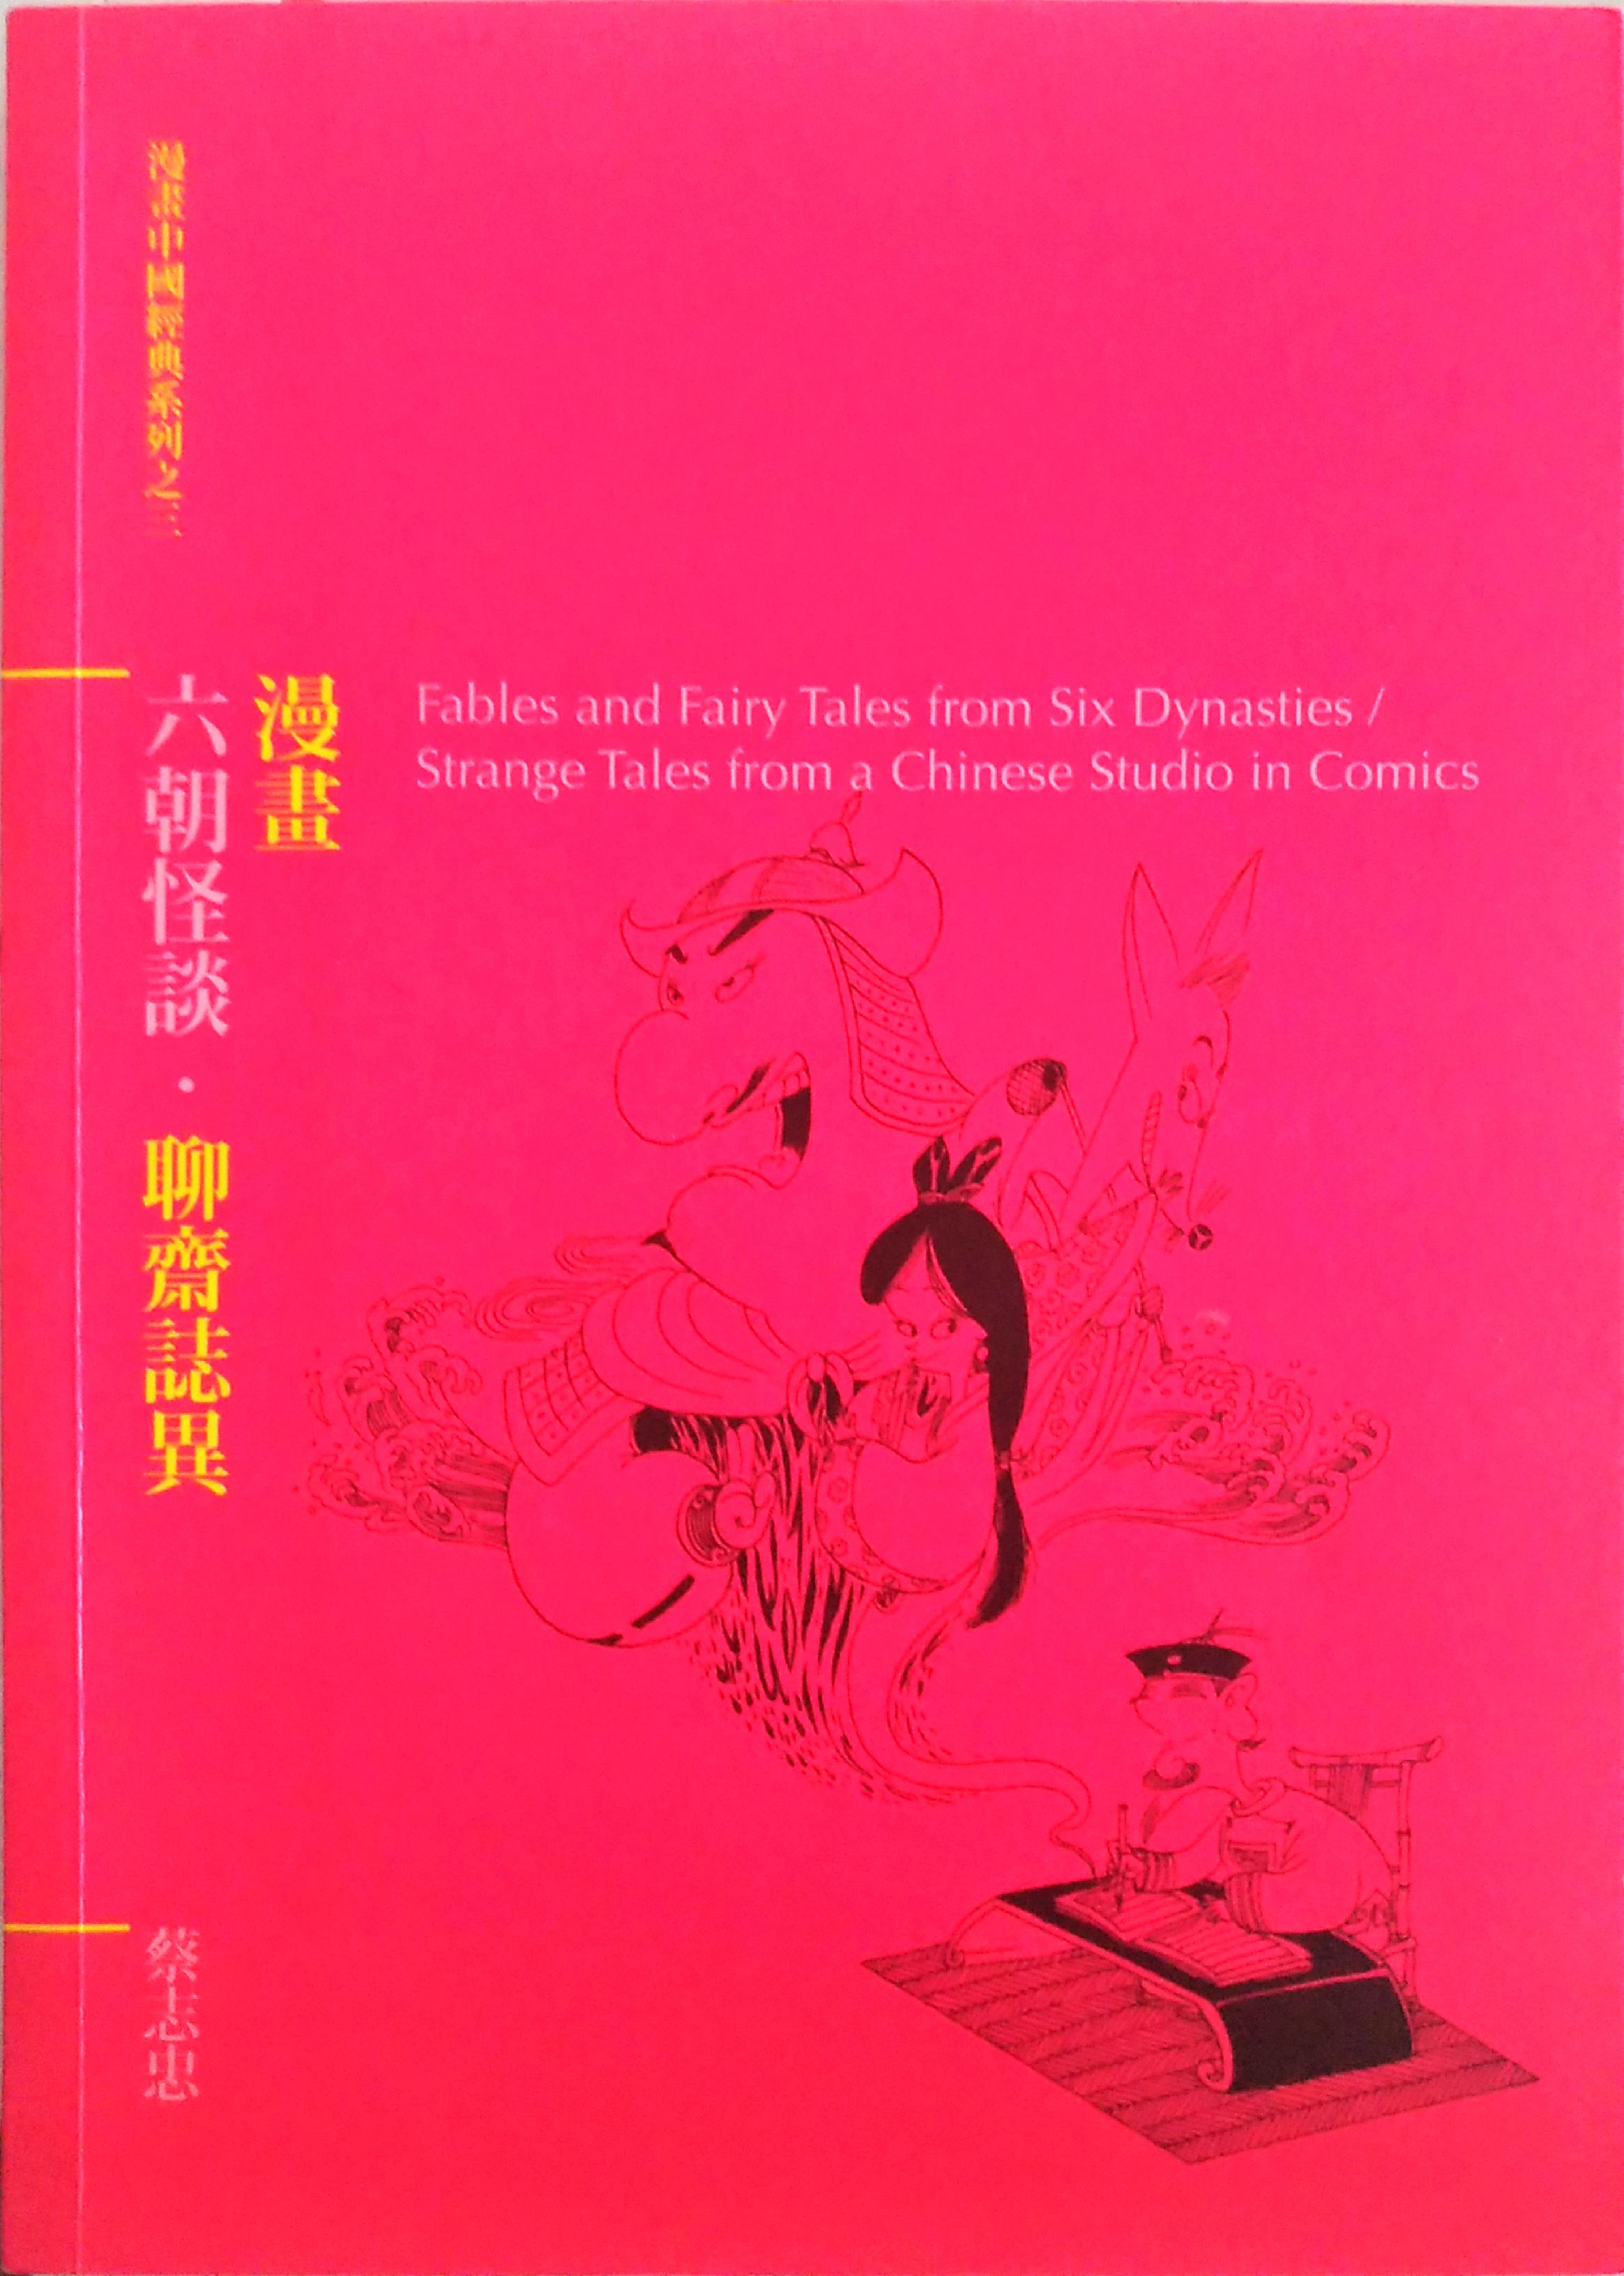 漫畫中國經典系列之三
漫畫
六朝怪談・聊齋誌異
Fables and Fairy Tales from Six Dynasties /
Strange Tales from a Chinese Studio in Comics
蔡志忠